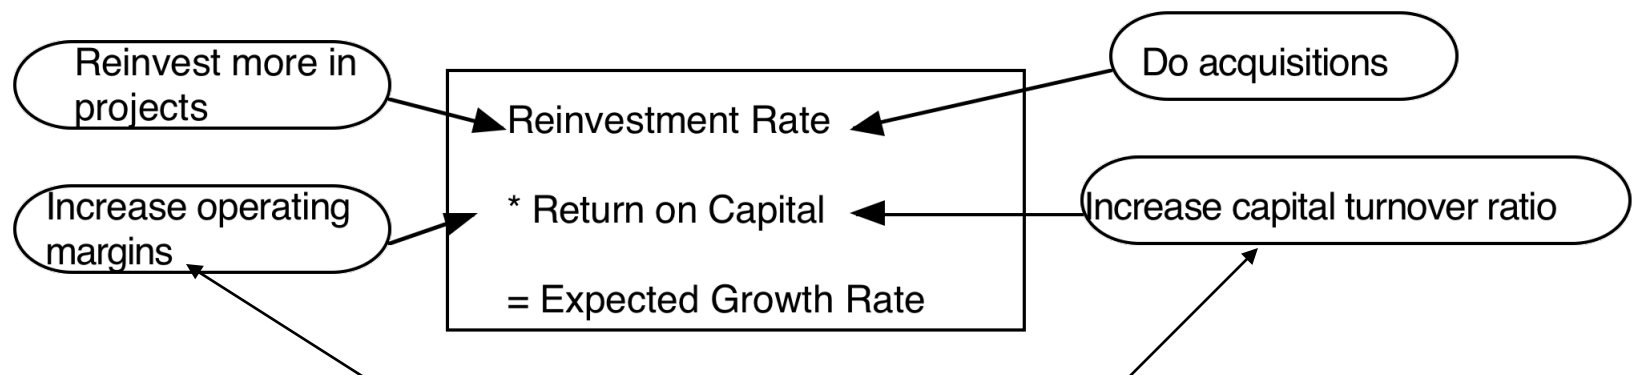 Reinvest more in
projects
Do acquisitions
Reinvestment Rate
Increase operating
margins
* Return on Capital
Increase capital turnover ratio
= Expected Growth Rate